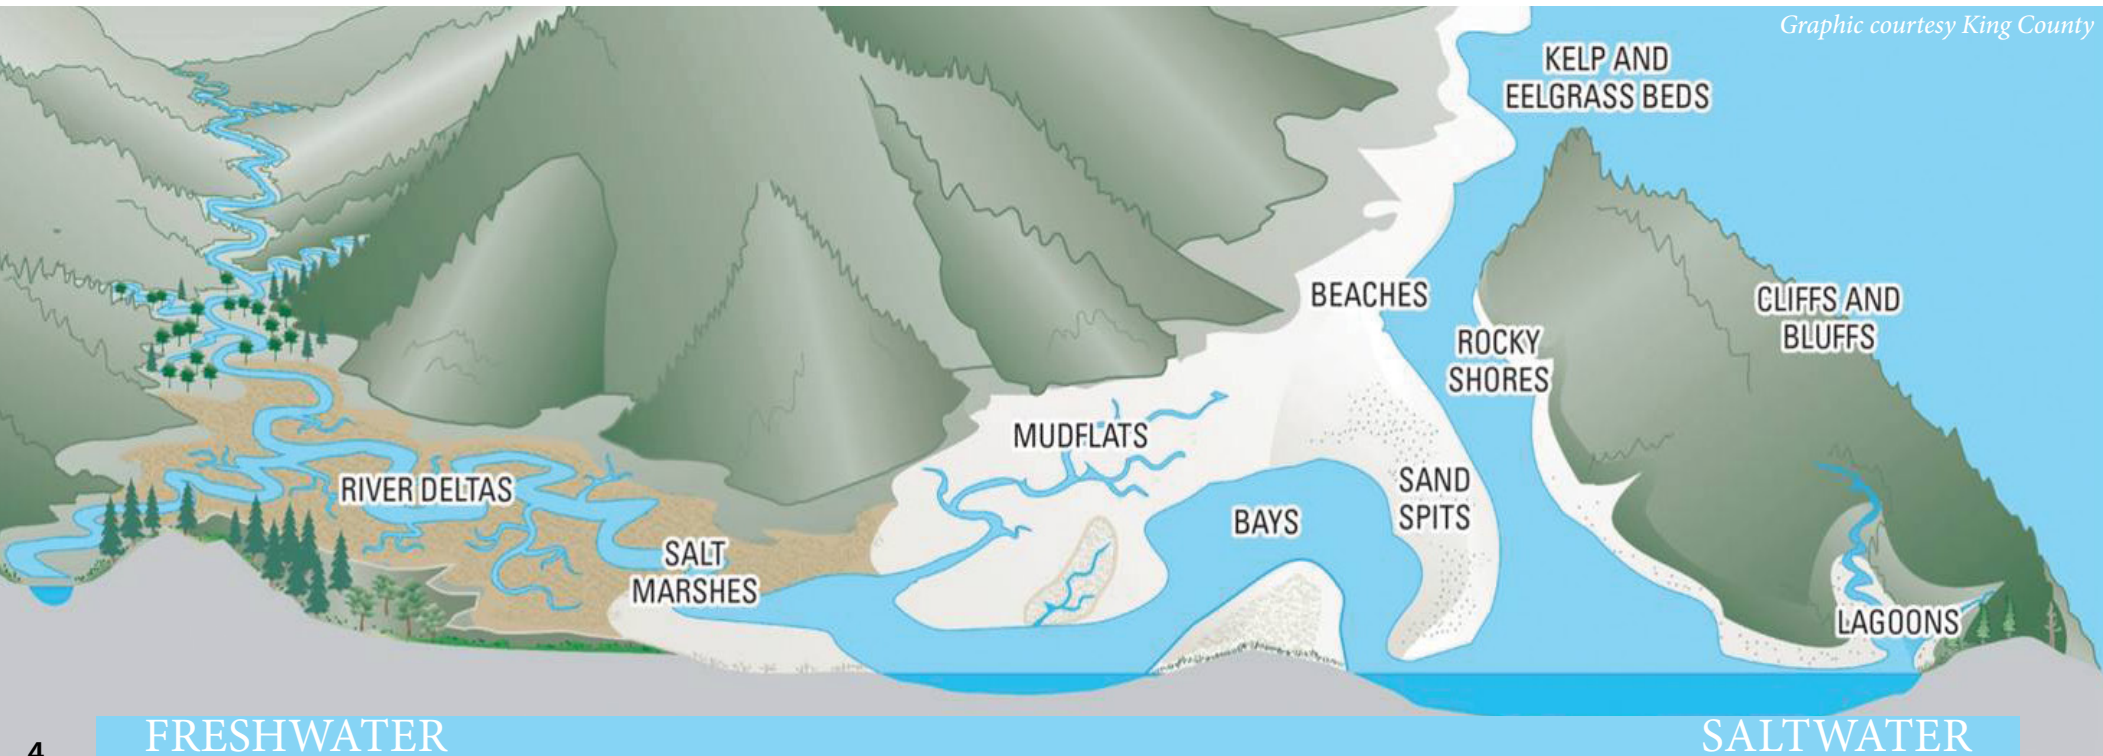 Graphic courtesy King County
KELP AND
EELGRASS BEDS
BEACHES
CLIFFS AND
BLUFFS
ROCKY
SHORES
MUDFLATS
RIVER DELTAS
SAND
SPITS
BAYS
SALT
MARSHES
LAGOONS
FRESHWATER
SALTWATER
4